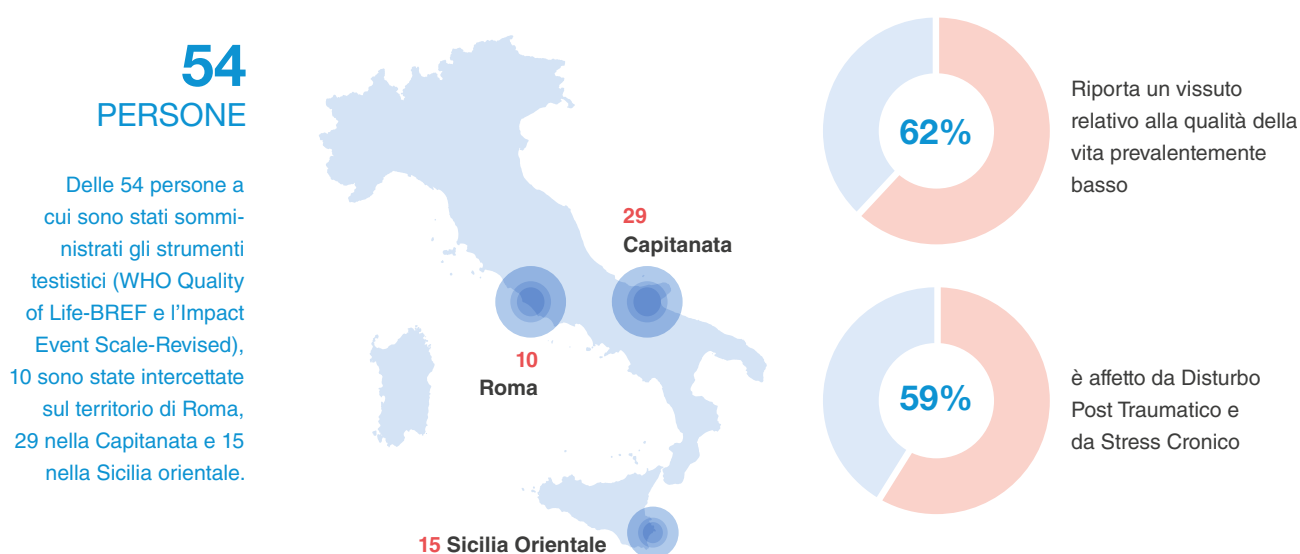 54
PERSONE
Delle 54 persone a
cui sono stati sommi-
nistrati gli strumenti
testistici (WHO Quality
of Life-BREF e l’Impact
Event Scale-Revised),
10 sono state intercettate
sul territorio di Roma,
29 nella Capitanata e 15
nella Sicilia orientale.
29
Capitanata
10
Roma
15 Sicilia Orientale
62%
Riporta un vissuto
relativo alla qualità della
vita prevalentemente
basso
59%
è affetto da Disturbo
Post Traumatico e
da Stress Cronico